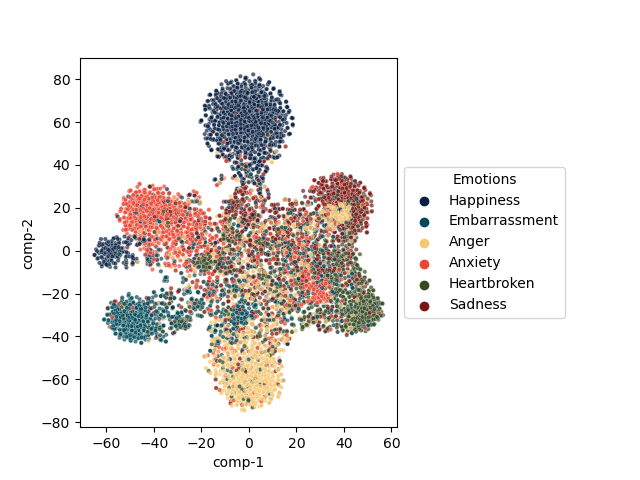 80
60
40
20
0
−20
−40
−60
−80
comp-2
−60 −40 −20 0 20 40 60
comp-1
Emotions
Happiness
Embarrassment
Anger
Anxiety
Heartbroken
Sadness